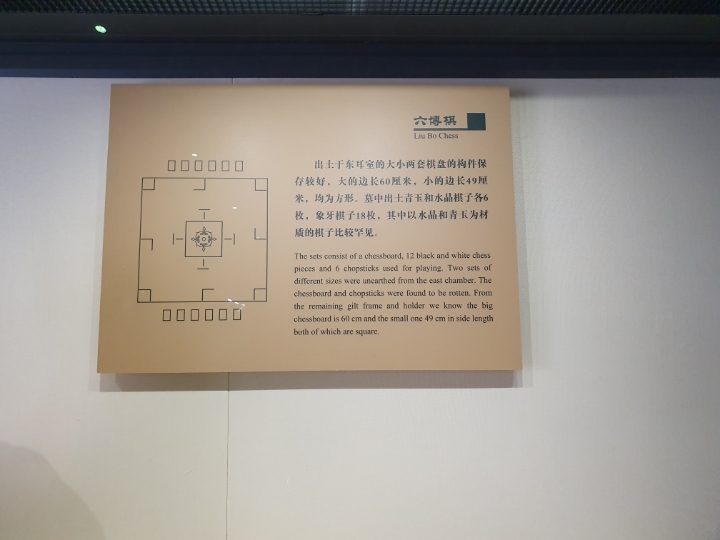 六博棋
Liu Bo Chess
出土于东耳室的大小两套棋盘的构件保
存较好，大的边长60厘米，小的边长49厘
米，均为方形。墓中出土青玉和水晶棋子各6
枚，象牙棋子18枚，其中以水晶和青玉为材
质的棋子比较罕见。
The sets consist of a chessboard, 12 black and white chess
pieces and 6 chopsticks used for playing. Two sets of
different sizes were unearthed from the east chamber. The
chessboard and chopsticks were found to be rotten. From
the remaining gilt frame and holder we know the big
chessboard is 60 cm and the small one 49 cm in side length
both of which are square.